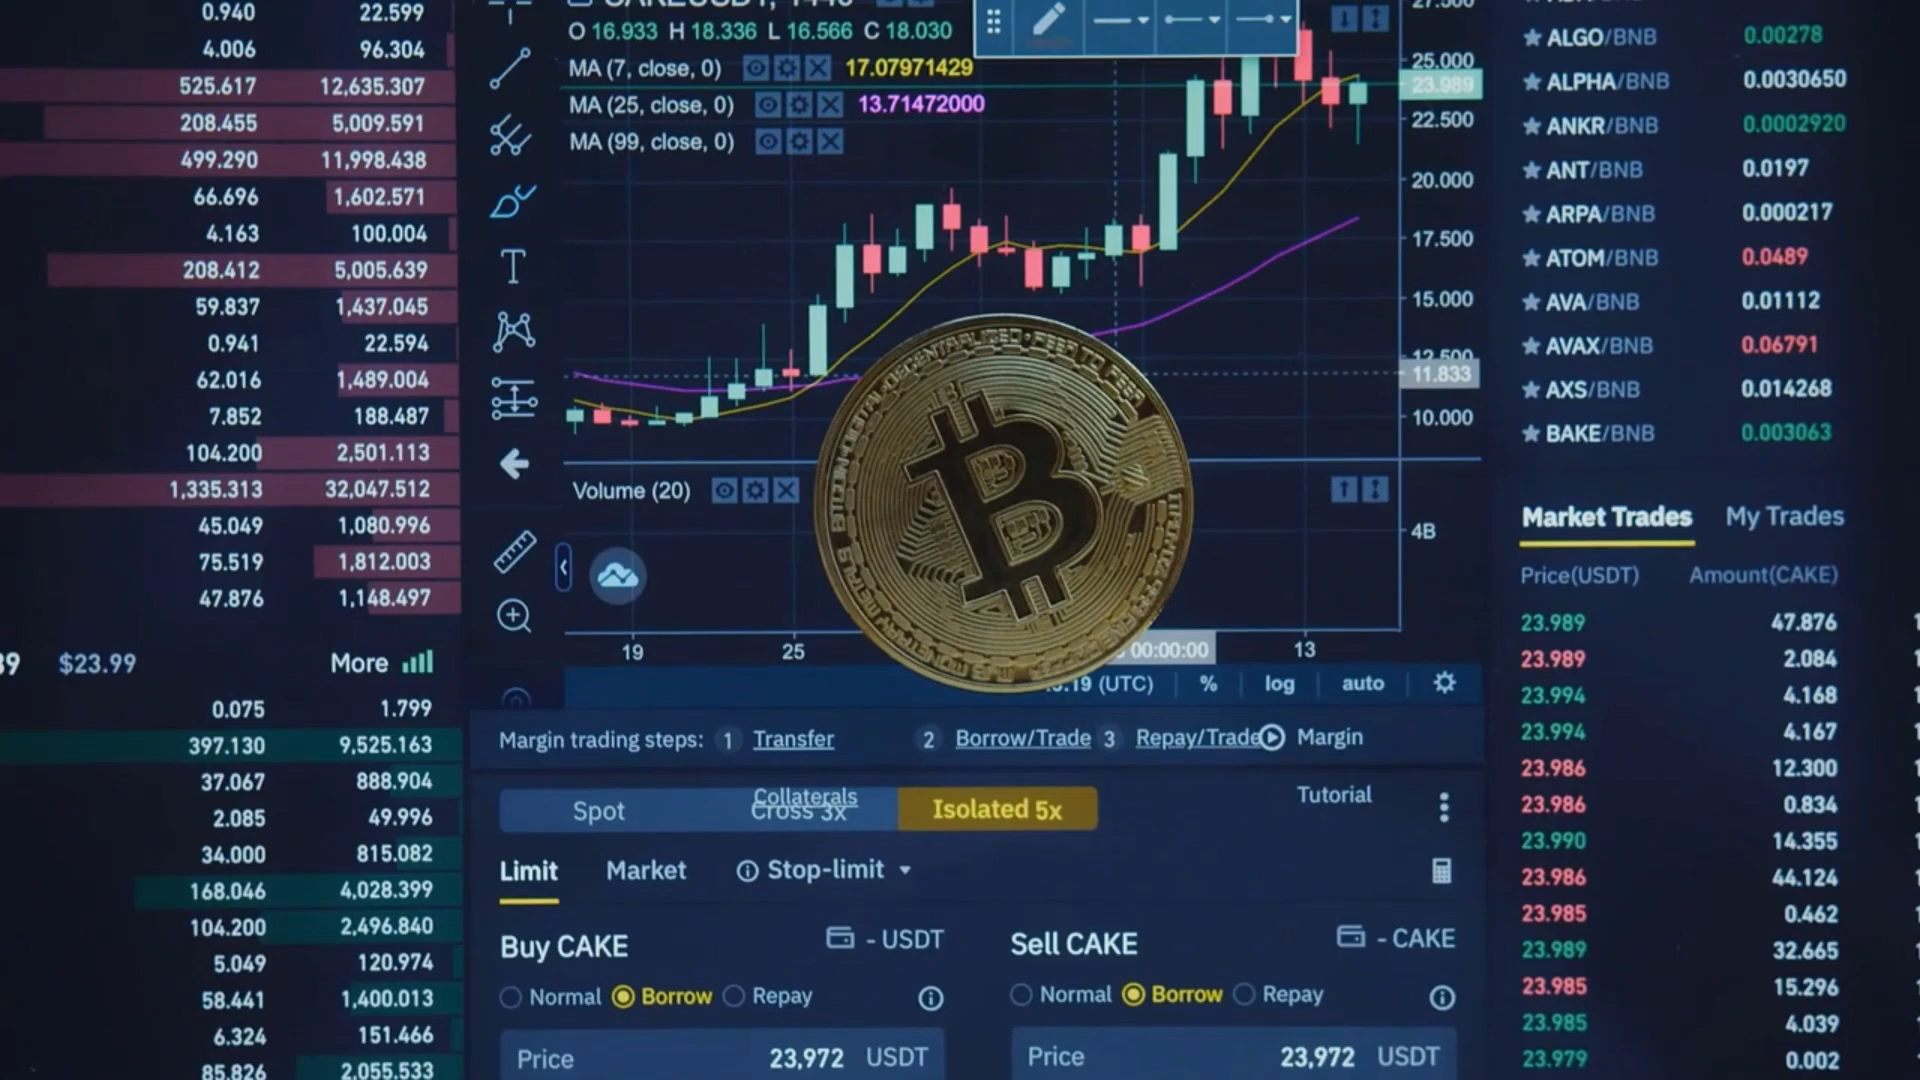 0.940 22.599
4.006 96.304
525.617 12,635.307
208.455 5,009.591
499.290 11,998.438
66.696 1,602.571
4.163 100.004
208.412 5,005.639
59.837 1,437.045
0.941 22.594
62.016 1,489.004
7.852 188.487
104.200 2,501.113
1,335.313 32,047.512
45.049 1,080.996
75.519 1,812.003
47.876 1,148.497
$23.99 More
0.075 1.799
397.130 9,525.163
37.067 888.904
2.085 49.996
34.000 815.082
168.046 4,028.399
104.200 2,496.840
5.049 120.974
58.441 1,400.013
6.324 151.466
85.826 2,055.533
O 16.933 H 18.336 L 16.566 C 18.030
MA (7, close, 0) 17.07971429
MA (25, close, 0) 13.71472000
MA (99, close, 0)
27.500
25.000
23.989
22.500
20.000
17.500
15.000
12.500
11.833
10.000
Volume (20)
4B
19 25 00:00:00 13
(UTC) % log auto
DECENTRALIZED PEER TO PEER
BITCOIN DIGITAL
B
Margin trading steps: 1 Transfer 2 Borrow/Trade 3 Repay/Trade Margin
Collaterals Tutorial
Spot Cross 3x Isolated 5x
Limit Market Stop-limit
Buy CAKE - USDT
Normal Borrow Repay
Price 23,972 USDT
Sell CAKE - CAKE
Normal Borrow Repay
Price 23,972 USDT
ALGO/BNB 0.00278
ALPHA/BNB 0.0030650
ANKR/BNB 0.0002920
ANT/BNB 0.0197
ARPA/BNB 0.000217
ATOM/BNB 0.0489
AVA/BNB 0.01112
AVAX/BNB 0.06791
AXS/BNB 0.014268
BAKE/BNB 0.003063
Market Trades My Trades
Price(USDT) Amount(CAKE)
23.989 47.876
23.989 2.084
23.994 4.168
23.994 4.167
23.986 12.300
23.986 0.834
23.990 14.355
23.986 44.124
23.985 0.462
23.989 32.665
23.985 15.296
23.985 4.039
23.979 0.002